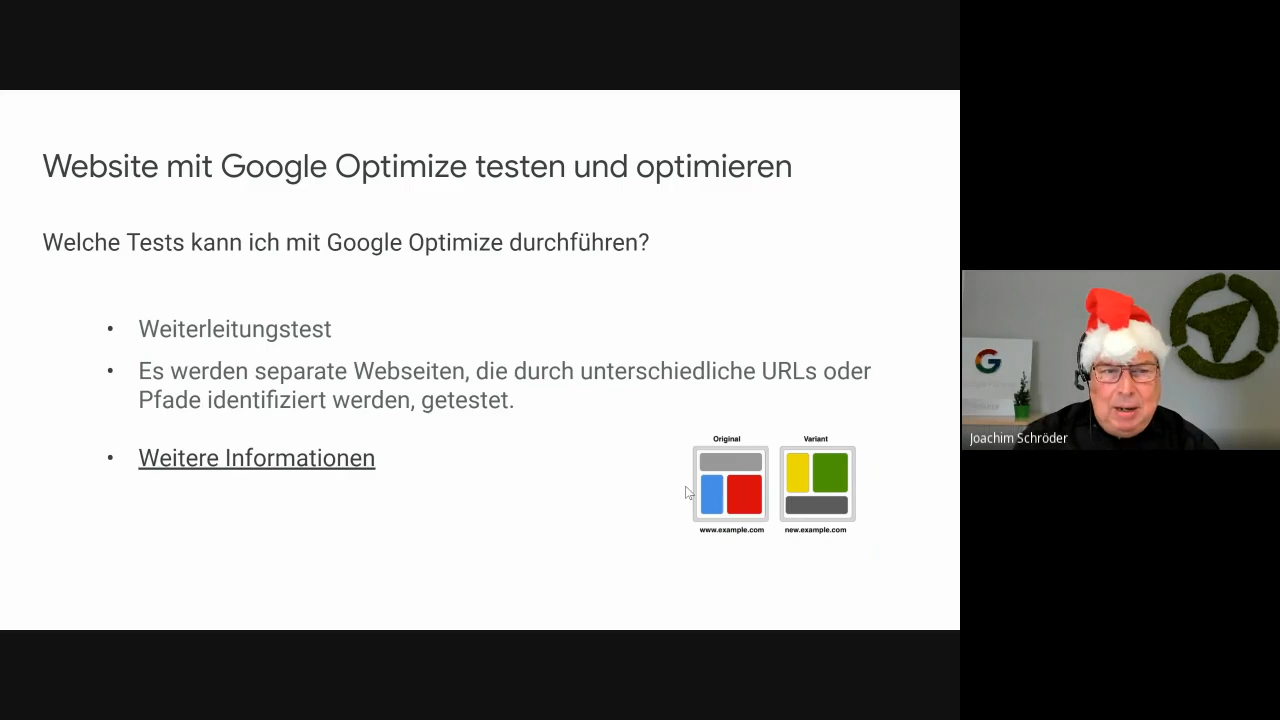 Website mit Google Optimize testen und optimieren
Welche Tests kann ich mit Google Optimize durchführen?
• Weiterleitungstest
• Es werden separate Webseiten, die durch unterschiedliche URLs oder
Pfade identifiziert werden, getestet.
• Weitere Informationen
Original Variant
www.example.com new.example.com
Joachim Schröder